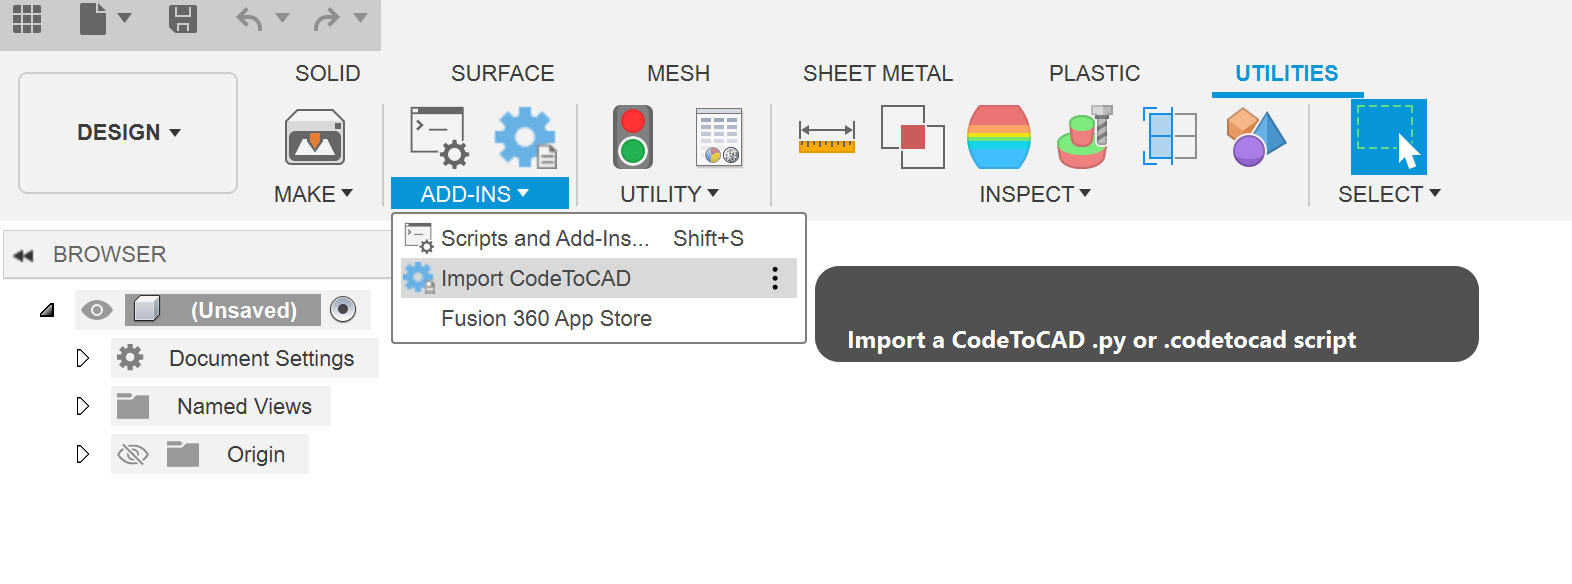 SOLID SURFACE MESH SHEET METAL PLASTIC UTILITIES
DESIGN
MAKE ADD-INS UTILITY INSPECT SELECT
Scripts and Add-Ins... Shift+S
Import CodeToCAD
Fusion 360 App Store
Import a CodeToCAD .py or .codetocad script
BROWSER
(Unsaved)
Document Settings
Named Views
Origin